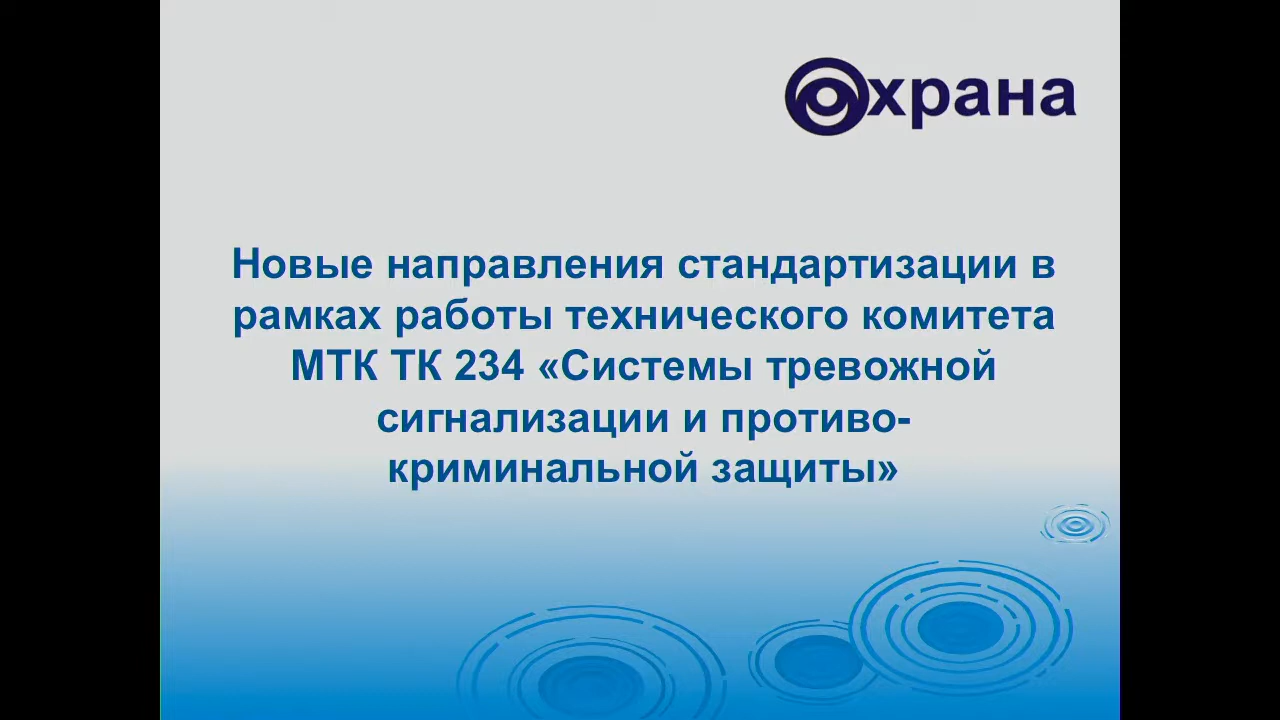 Охрана
Новые направления стандартизации в
рамках работы технического комитета
МТК ТК 234 «Системы тревожной
сигнализации и противо-
криминальной защиты»